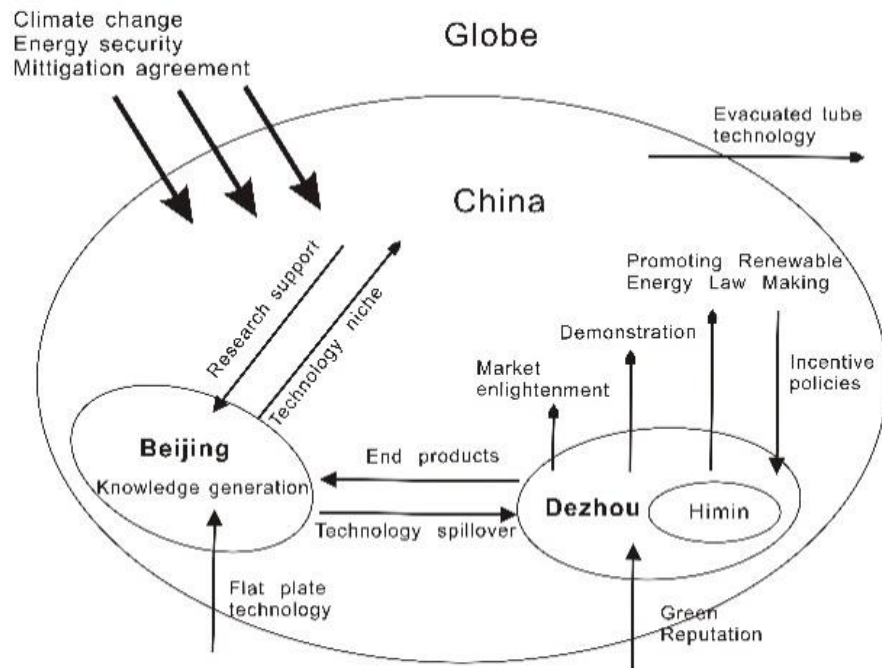 Climate change
Energy security
Mittigation agreement
Globe
Evacuated tube
technology
China
Promoting Renewable
Energy Law Making
Research support
Technology niche
Demonstration
Market
enlightenment
Incentive
policies
Beijing
Knowledge generation
End products
Dezhou
Himin
Technology spillover
Flat plate
technology
Green
Reputation